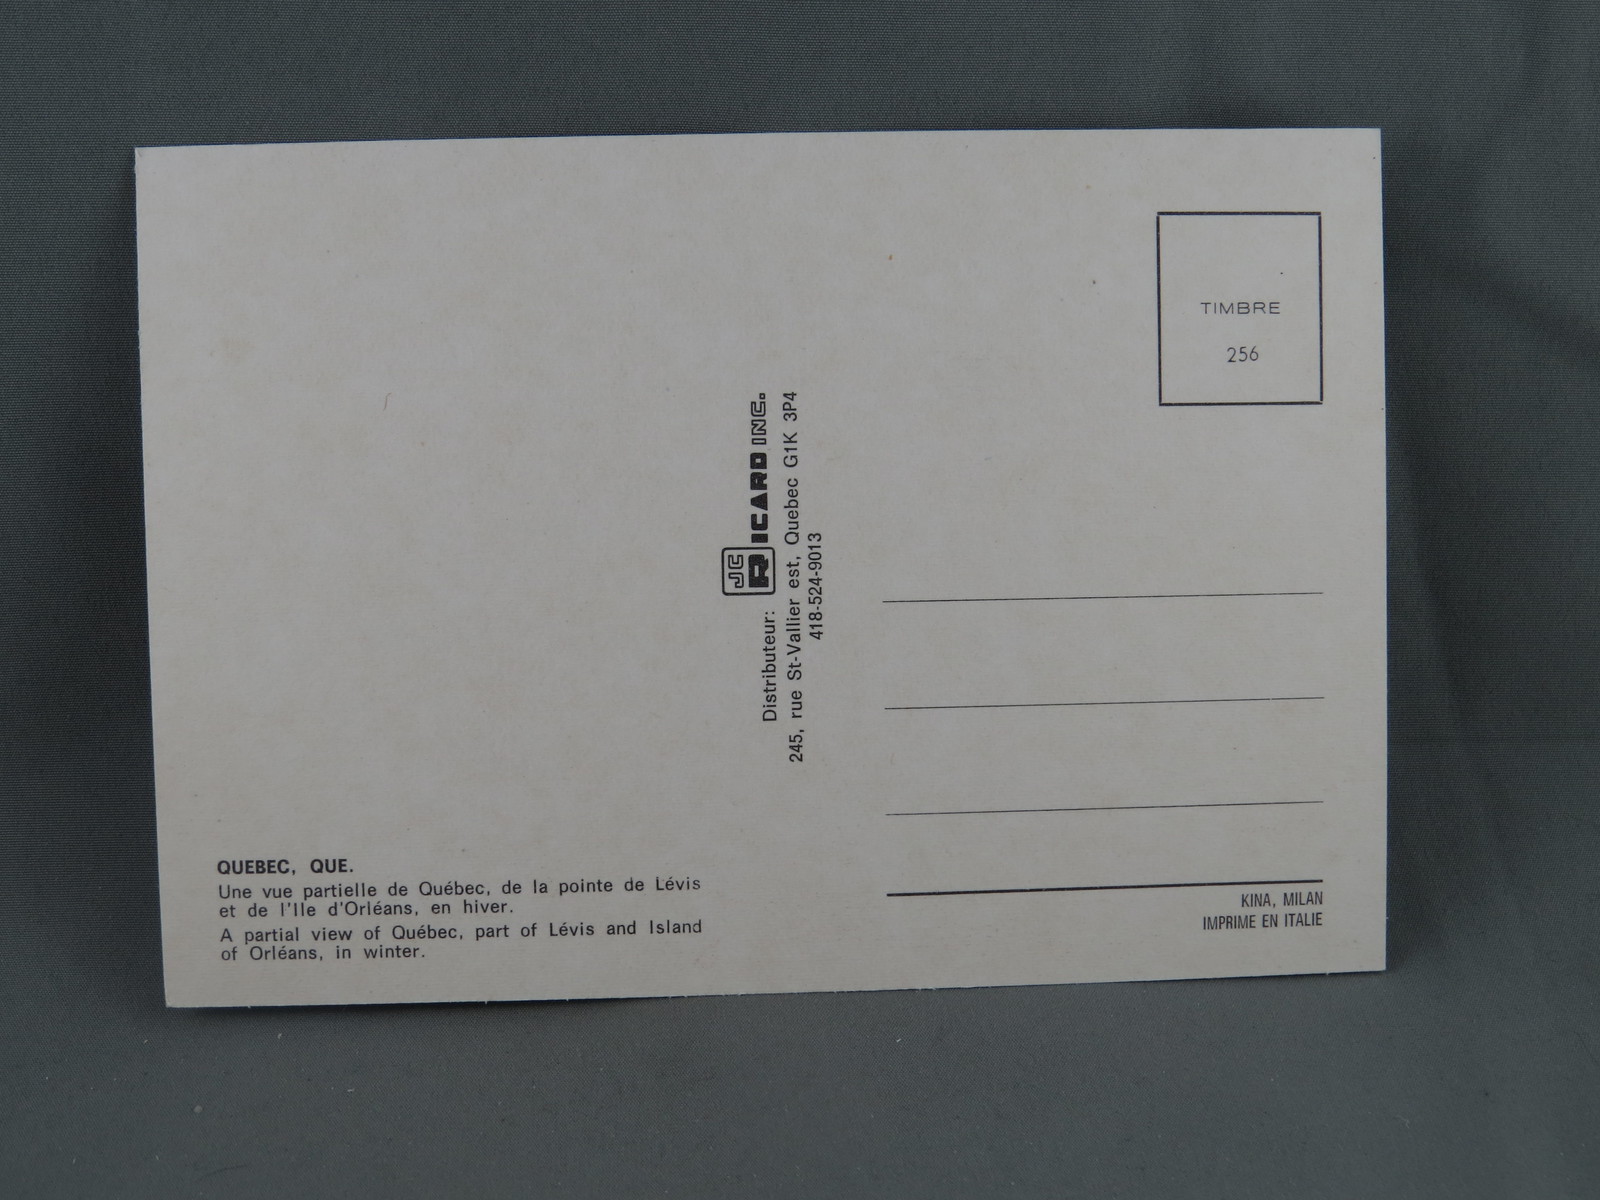 TIMBRE
256
Distributeur: JC RICARD INC.
245, rue St-Vallier est, Quebec G1K 3P4
418-524-9013
QUEBEC, QUE.
Une vue partielle de Québec, de la pointe de Lévis
et de l'Ile d'Orléans, en hiver.
A partial view of Québec, part of Lévis and Island
of Orléans, in winter.
KINA, MILAN
IMPRIME EN ITALIE